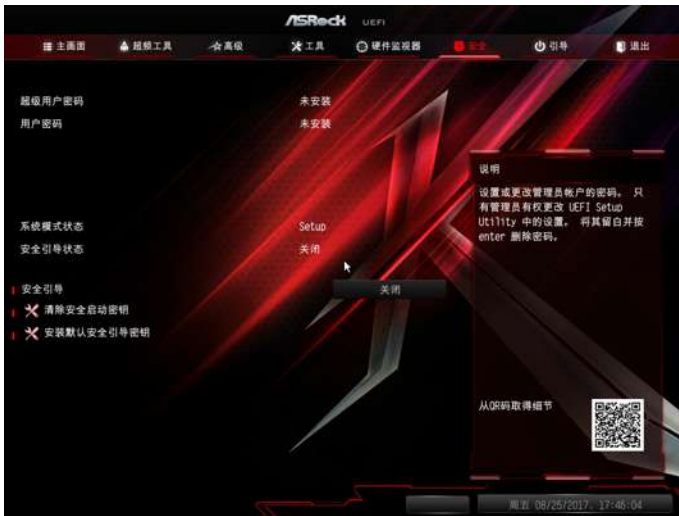 ASRock UEFI
主画面 超频工具 高级 工具 硬件监视器 安全 引导 退出
超级用户密码 未安装
用户密码 未安装
说明
设置或更改管理员帐户的密码。 只
有管理员有权更改 UEFI Setup
Utility 中的设置。 将其留白并按
enter 删除密码。
系统模式状态 Setup
安全引导状态 关闭
安全引导 关闭
清除安全启动密钥
安装默认安全引导密钥
从QR码取得细节
周五 08/25/2017, 17:46:04